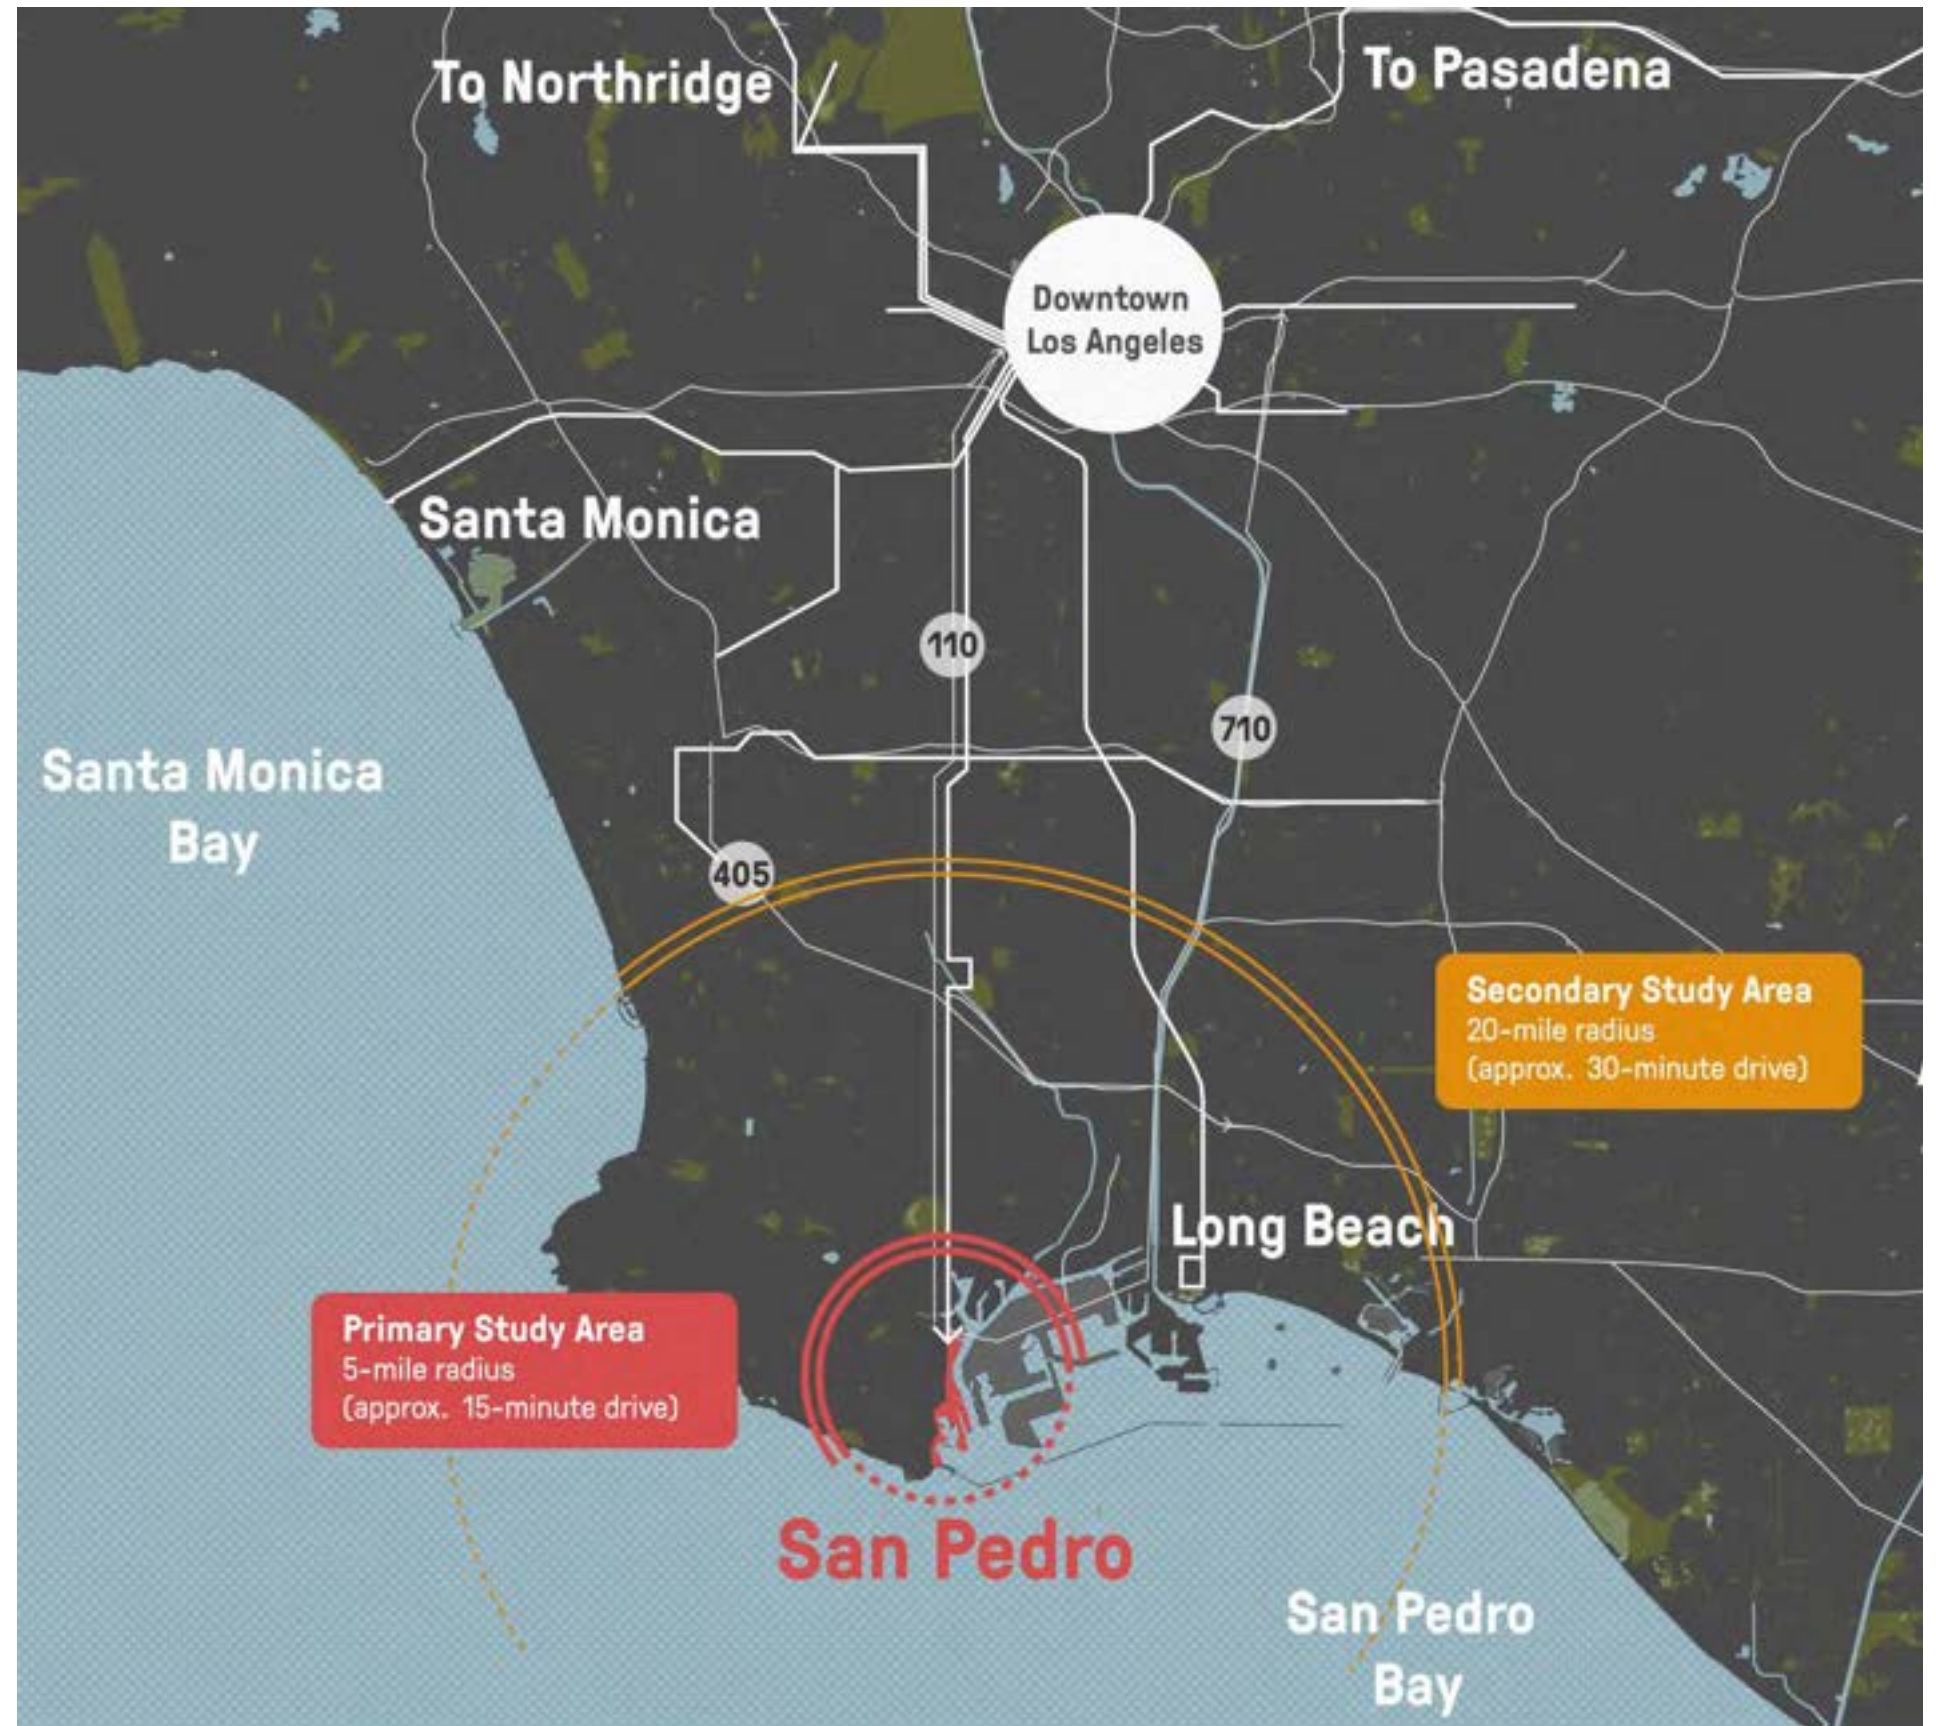 To Northridge
To Pasadena
Downtown
Los Angeles
Santa Monica
110
710
Santa Monica
Bay
405
Secondary Study Area
20-mile radius
(approx. 30-minute drive)
Long Beach
Primary Study Area
5-mile radius
(approx. 15-minute drive)
San Pedro
San Pedro
Bay